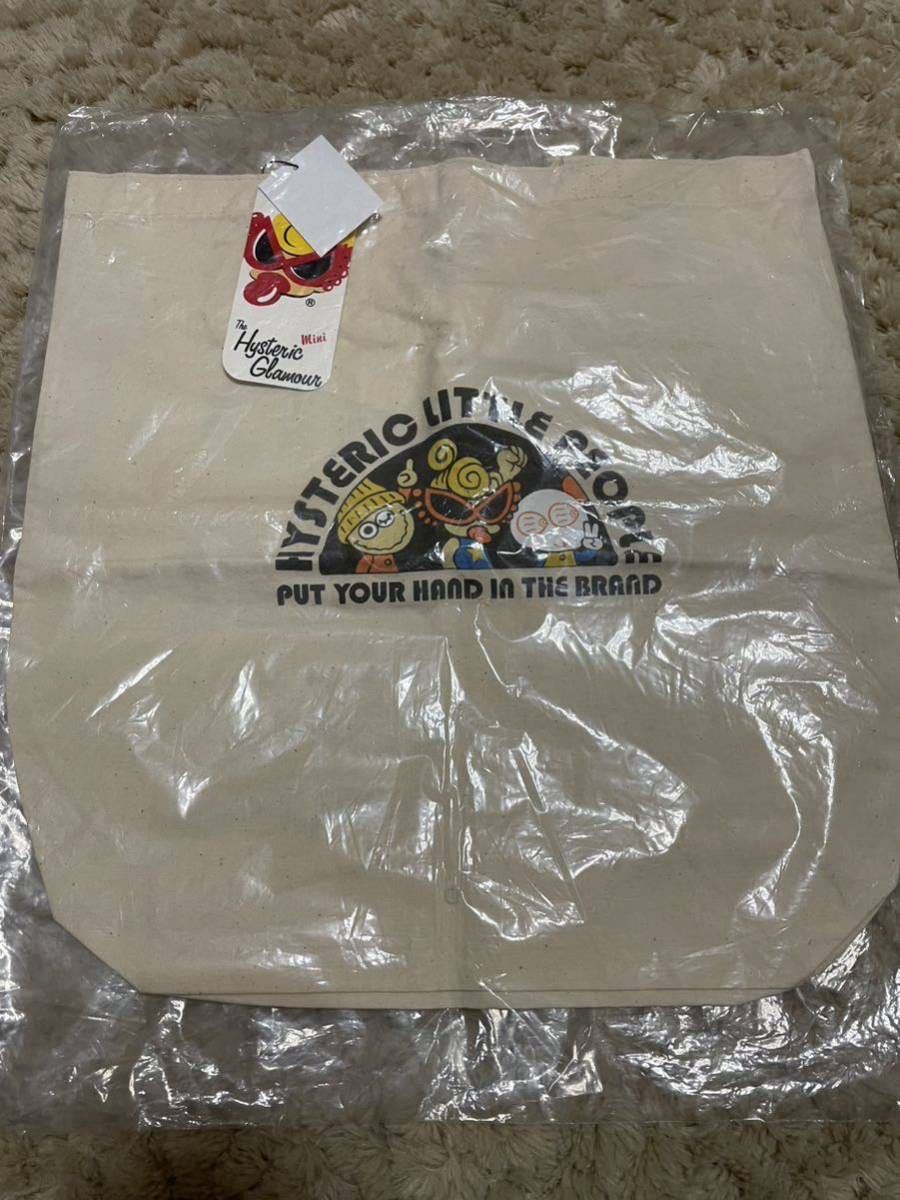 ®
The
Hysteric Mini
Glamour
HYSTERIC LITTLE PEOPLE
PUT YOUR HAND IN THE BRAND